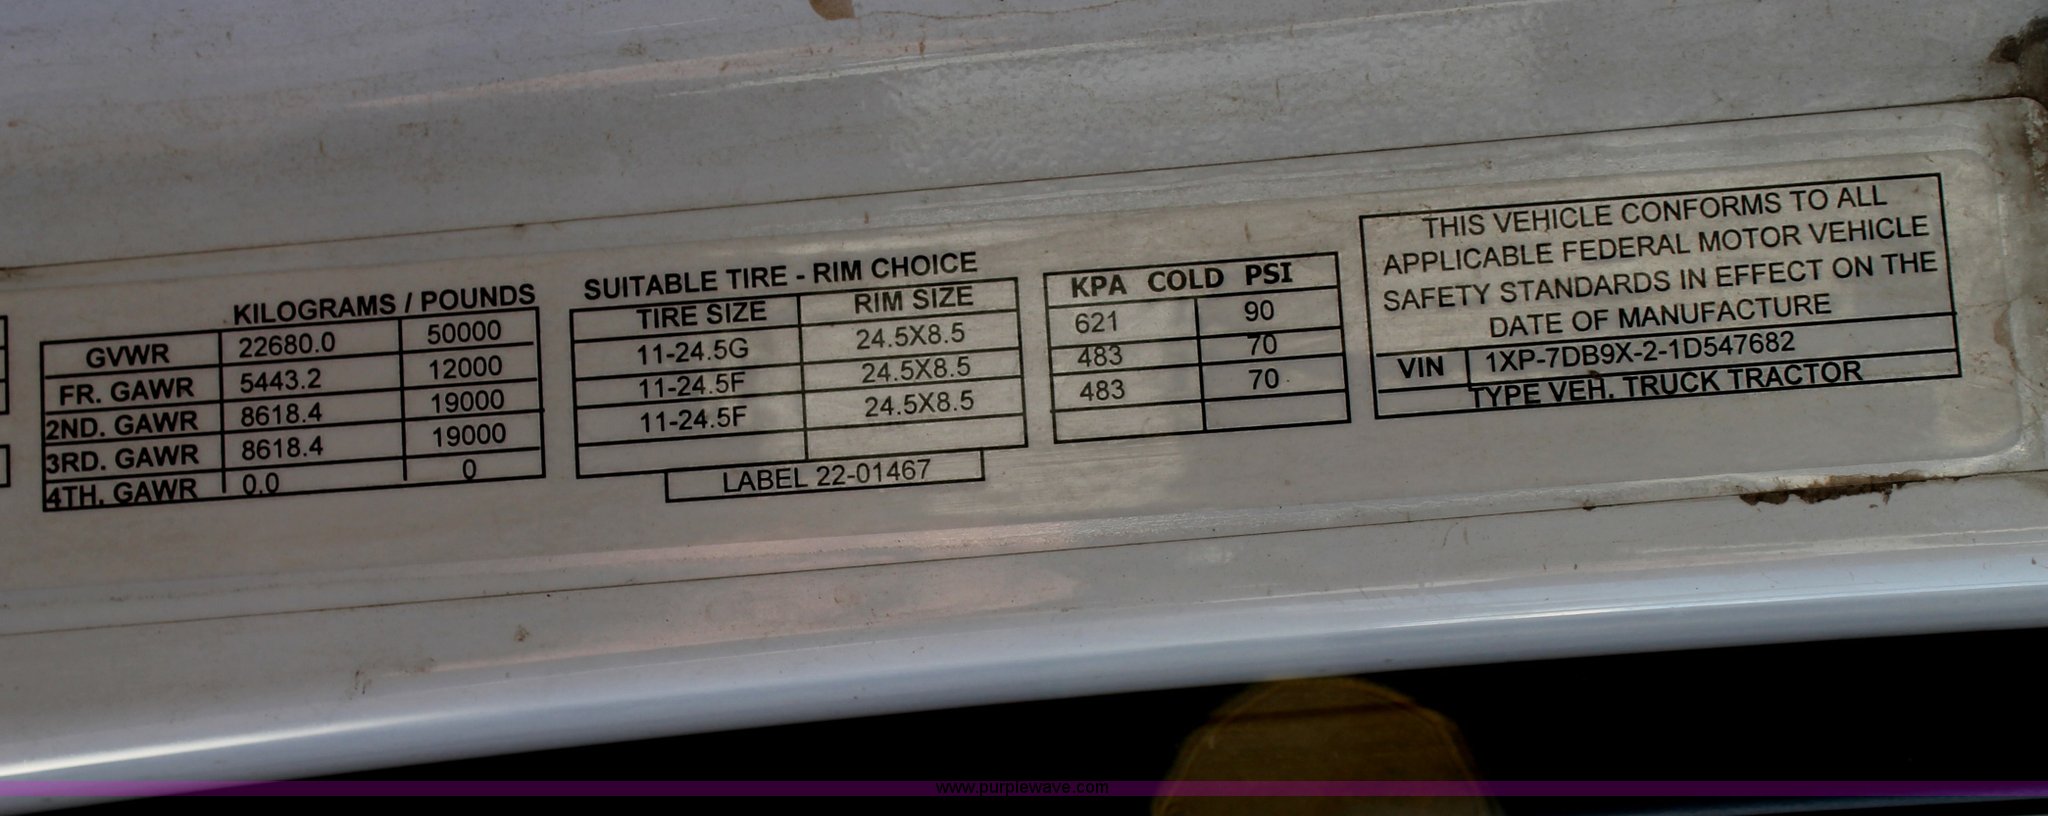 KILOGRAMS / POUNDS
GVWR 22680.0 50000
FR. GAWR 5443.2 12000
2ND. GAWR 8618.4 19000
3RD. GAWR 8618.4 19000
4TH. GAWR 0.0 0
SUITABLE TIRE - RIM CHOICE
TIRE SIZE RIM SIZE
11-24.5G 24.5X8.5
11-24.5F 24.5X8.5
11-24.5F 24.5X8.5
LABEL 22-01467
KPA COLD PSI
621 90
483 70
483 70
THIS VEHICLE CONFORMS TO ALL
APPLICABLE FEDERAL MOTOR VEHICLE
SAFETY STANDARDS IN EFFECT ON THE
DATE OF MANUFACTURE
VIN 1XP-7DB9X-2-1D547682
TYPE VEH. TRUCK TRACTOR
www.purplewave.com